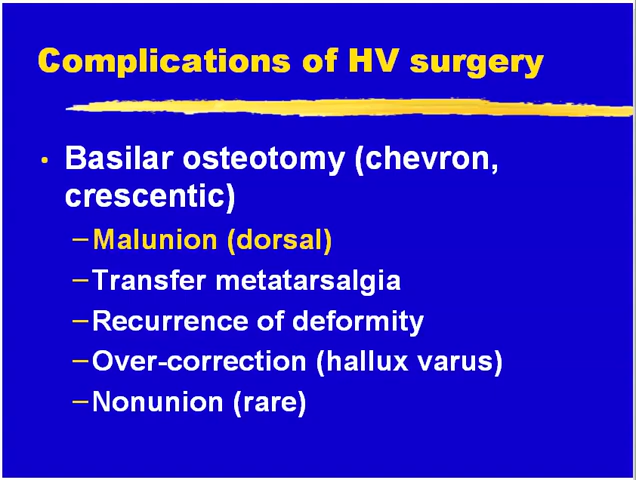 Complications of HV surgery
• Basilar osteotomy (chevron,
crescentic)
–Malunion (dorsal)
–Transfer metatarsalgia
–Recurrence of deformity
–Over-correction (hallux varus)
–Nonunion (rare)